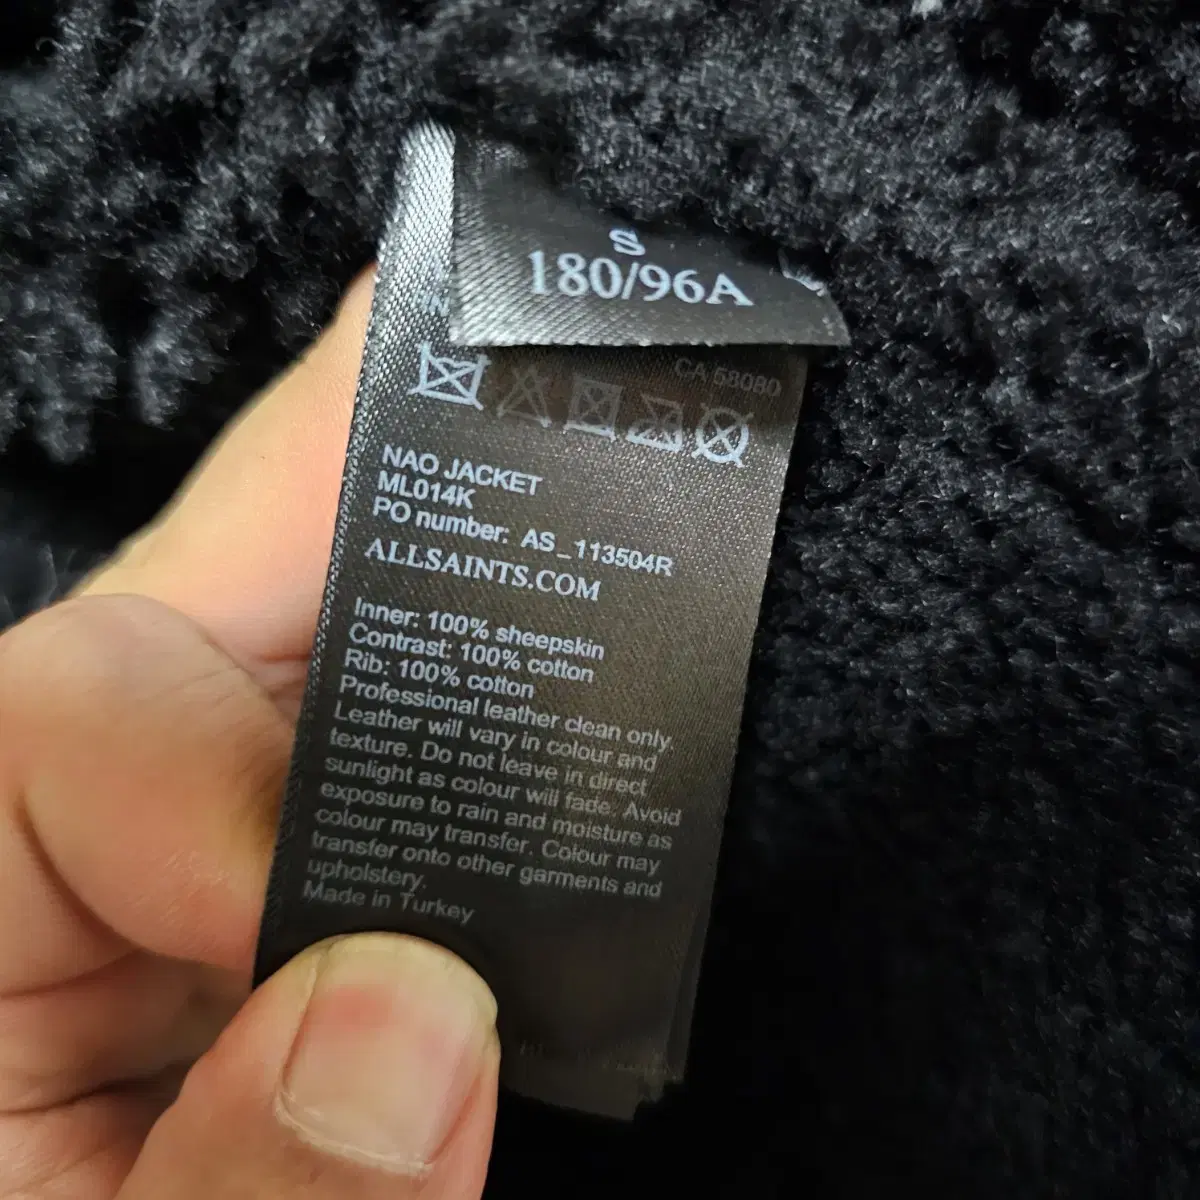 S
180/96A
CA 58080
NAO JACKET
ML014K
PO number: AS_113504R
ALLSAINTS.COM
Inner: 100% sheepskin
Contrast: 100% cotton
Rib: 100% cotton
Professional leather clean only.
Leather will vary in colour and
texture. Do not leave in direct
sunlight as colour will fade. Avoid
exposure to rain and moisture as
colour may transfer. Colour may
transfer onto other garments and
upholstery.
Made in Turkey